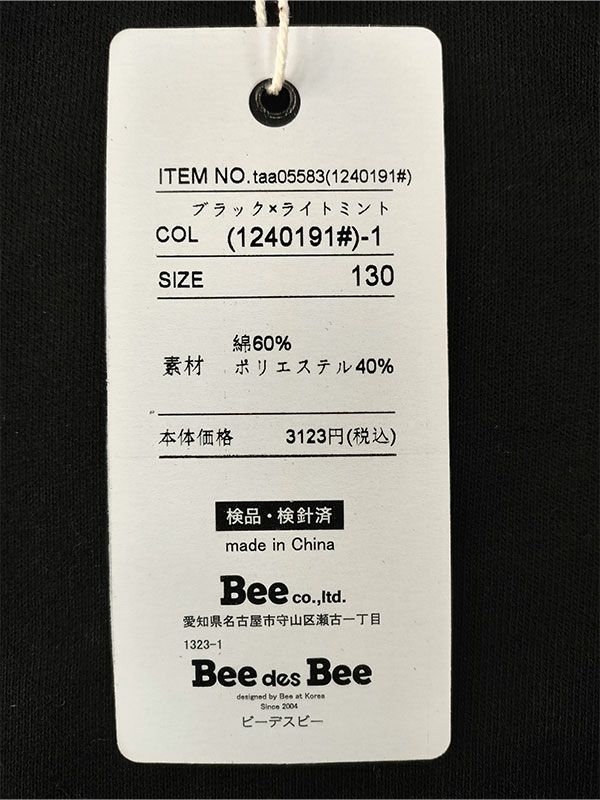 ITEM NO. taa05583(1240191#)
ブラック×ライトミント
COL (1240191#)-1
SIZE 130
綿60%
素材 ポリエステル40%
本体価格 3123円(税込)
検品・検針済
made in China
Bee co.,ltd.
愛知県名古屋市守山区瀬古一丁目
1323-1
Bee des Bee
designed by Bee at Korea
Since 2004
ビーデスビー